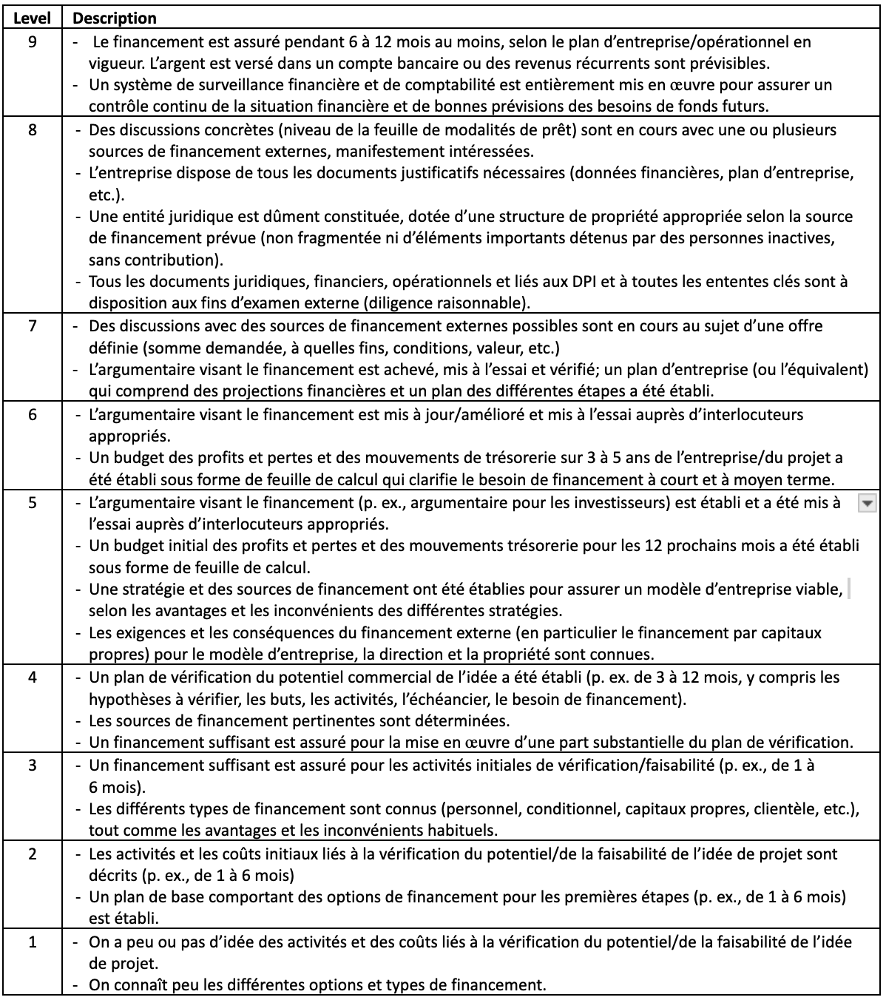 Level Description
9 - Le financement est assuré pendant 6 à 12 mois au moins, selon le plan d’entreprise/opérationnel en
vigueur. L’argent est versé dans un compte bancaire ou des revenus récurrents sont prévisibles.
- Un système de surveillance financière et de comptabilité est entièrement mis en œuvre pour assurer un
contrôle continu de la situation financière et de bonnes prévisions des besoins de fonds futurs.
8 - Des discussions concrètes (niveau de la feuille de modalités de prêt) sont en cours avec une ou plusieurs
sources de financement externes, manifestement intéressées.
- L’entreprise dispose de tous les documents justificatifs nécessaires (données financières, plan d’entreprise,
etc.).
- Une entité juridique est dûment constituée, dotée d’une structure de propriété appropriée selon la source
de financement prévue (non fragmentée ni d’éléments importants détenus par des personnes inactives,
sans contribution).
- Tous les documents juridiques, financiers, opérationnels et liés aux DPI et à toutes les ententes clés sont à
disposition aux fins d’examen externe (diligence raisonnable).
7 - Des discussions avec des sources de financement externes possibles sont en cours au sujet d’une offre
définie (somme demandée, à quelles fins, conditions, valeur, etc.)
- L’argumentaire visant le financement est achevé, mis à l’essai et vérifié; un plan d’entreprise (ou l’équivalent)
qui comprend des projections financières et un plan des différentes étapes a été établi.
6 - L’argumentaire visant le financement est mis à jour/amélioré et mis à l’essai auprès d’interlocuteurs
appropriés.
- Un budget des profits et pertes et des mouvements de trésorerie sur 3 à 5 ans de l’entreprise/du projet a
été établi sous forme de feuille de calcul qui clarifie le besoin de financement à court et à moyen terme.
5 - L’argumentaire visant le financement (p. ex., argumentaire pour les investisseurs) est établi et a été mis à
l’essai auprès d’interlocuteurs appropriés.
- Un budget initial des profits et pertes et des mouvements trésorerie pour les 12 prochains mois a été établi
sous forme de feuille de calcul.
- Une stratégie et des sources de financement ont été établies pour assurer un modèle d’entreprise viable,
selon les avantages et les inconvénients des différentes stratégies.
- Les exigences et les conséquences du financement externe (en particulier le financement par capitaux
propres) pour le modèle d’entreprise, la direction et la propriété sont connues.
4 - Un plan de vérification du potentiel commercial de l’idée a été établi (p. ex. de 3 à 12 mois, y compris les
hypothèses à vérifier, les buts, les activités, l’échéancier, le besoin de financement).
- Les sources de financement pertinentes sont déterminées.
- Un financement suffisant est assuré pour la mise en œuvre d’une part substantielle du plan de vérification.
3 - Un financement suffisant est assuré pour les activités initiales de vérification/faisabilité (p. ex., de 1 à
6 mois).
- Les différents types de financement sont connus (personnel, conditionnel, capitaux propres, clientèle, etc.),
tout comme les avantages et les inconvénients habituels.
2 - Les activités et les coûts initiaux liés à la vérification du potentiel/de la faisabilité de l’idée de projet sont
décrits (p. ex., de 1 à 6 mois)
- Un plan de base comportant des options de financement pour les premières étapes (p. ex., de 1 à 6 mois)
est établi.
1 - On a peu ou pas d’idée des activités et des coûts liés à la vérification du potentiel/de la faisabilité de l’idée
de projet.
- On connaît peu les différentes options et types de financement.